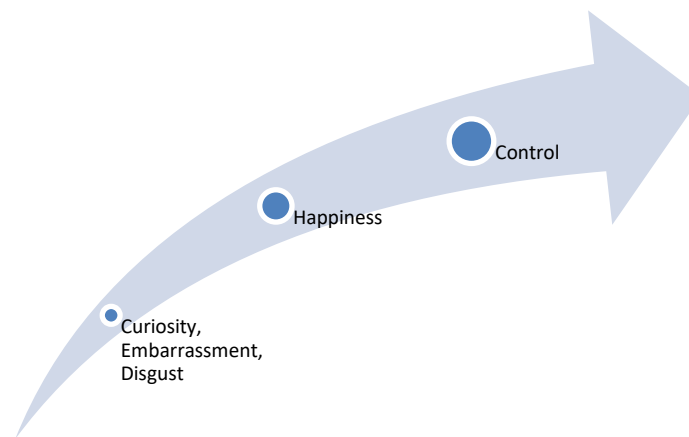 Control
Happiness
Curiosity,
Embarrassment,
Disgust